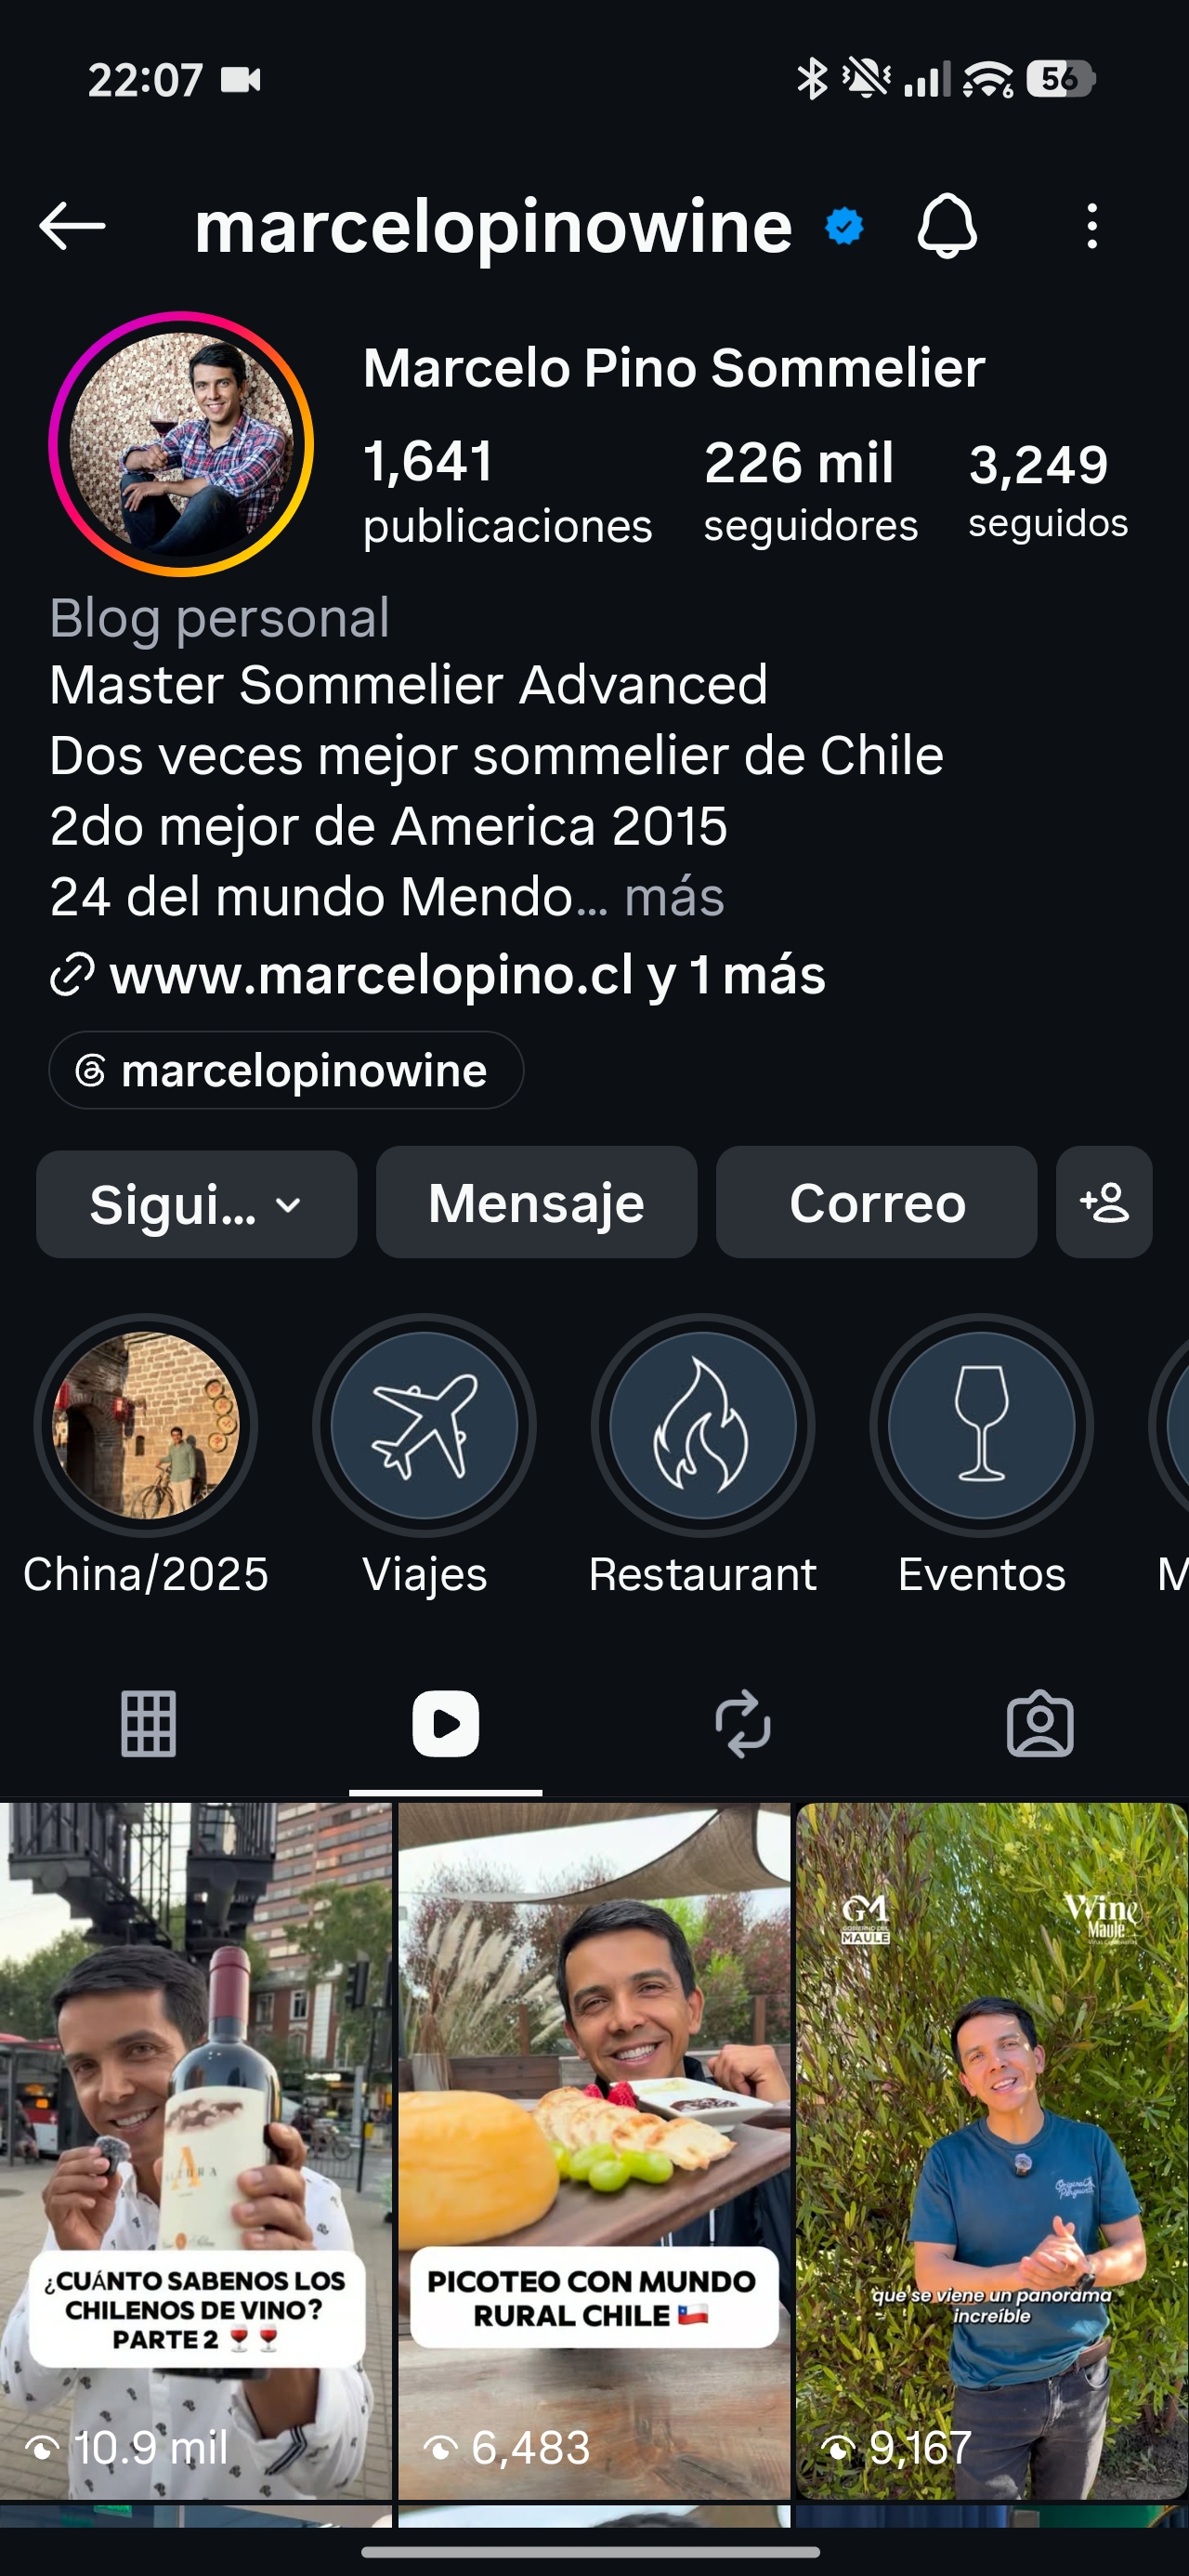 22:07
56
marcelopinowine
Marcelo Pino Sommelier
1,641 226 mil 3,249
publicaciones seguidores seguidos
Blog personal
Master Sommelier Advanced
Dos veces mejor sommelier de Chile
2do mejor de America 2015
24 del mundo Mendo... más
www.marcelopino.cl y 1 más
marcelopinowine
Sigui... Mensaje Correo
China/2025 Viajes Restaurant Eventos M
¿CUÁNTO SABENOS LOS
CHILENOS DE VINO?
PARTE 2 🍷🍷
10.9 mil
PICOTEO CON MUNDO
RURAL CHILE 🇨🇱
6,483
GM
GOBIERNO DEL
MAULE
Wine
Maule
que se viene un panorama
increíble
9,167